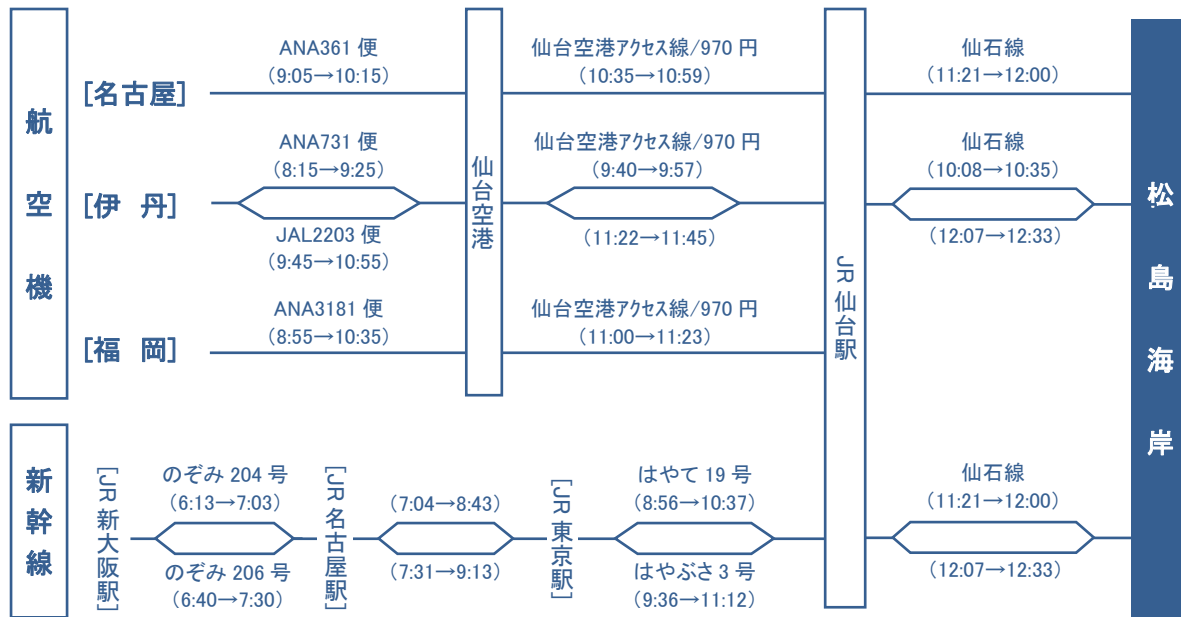 航空機
[名古屋]
ANA361 便
(9:05→10:15)
仙台空港アクセス線/970 円
(10:35→10:59)
仙石線
(11:21→12:00)
[伊 丹]
ANA731 便
(8:15→9:25)
JAL2203 便
(9:45→10:55)
仙台空港アクセス線/970 円
(9:40→9:57)
(11:22→11:45)
仙石線
(10:08→10:35)
(12:07→12:33)
[福 岡]
ANA3181 便
(8:55→10:35)
仙台空港アクセス線/970 円
(11:00→11:23)
仙台空港
JR 仙台駅
松島海岸
新幹線
[JR 新大阪駅]
のぞみ 204 号
(6:13→7:03)
のぞみ 206 号
(6:40→7:30)
[JR 名古屋駅]
(7:04→8:43)
(7:31→9:13)
[JR 東京駅]
はやて 19 号
(8:56→10:37)
はやぶさ 3 号
(9:36→11:12)
仙石線
(11:21→12:00)
(12:07→12:33)